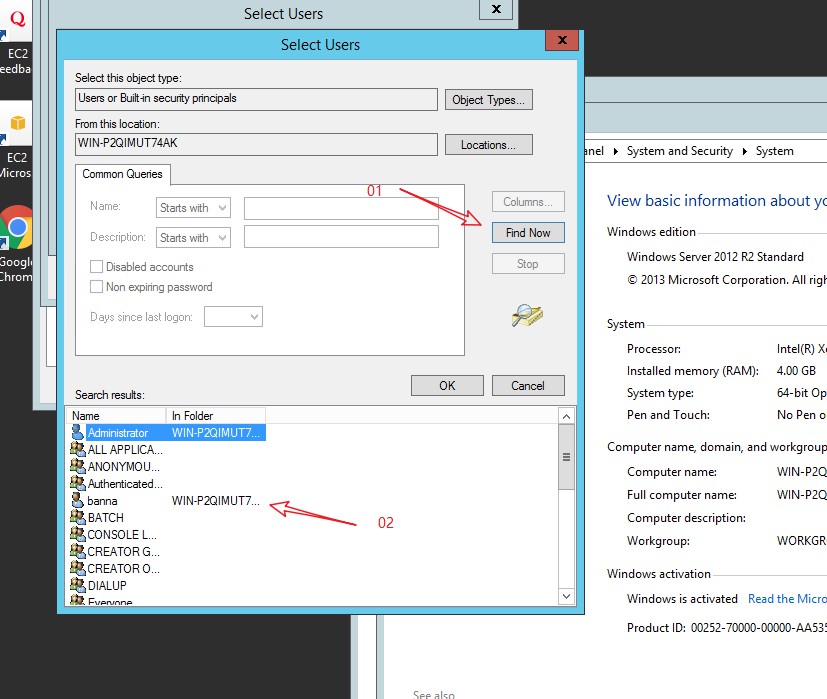 Select Users
x
Select Users
x
Q
EC2
eedba
EC2
Micros
Google
Chrom
Select this object type:
Users or Built-in security principals
Object Types...
From this location:
WIN-P2QIMUT74AK
Locations...
Common Queries
Name:
Starts with
Description:
Starts with
Disabled accounts
Non expiring password
Days since last logon:
01
Columns...
Find Now
Stop
OK
Cancel
Search results:
Name In Folder
Administrator WIN-P2QIMUT7...
ALL APPLICA...
ANONYMOU...
Authenticated...
banna WIN-P2QIMUT7...
02
BATCH
CONSOLE L...
CREATOR G...
CREATOR O...
DIALUP
Everyone
anel System and Security System
View basic information about yo
Windows edition
Windows Server 2012 R2 Standard
© 2013 Microsoft Corporation. All righ
System
Processor: Intel(R) Xe
Installed memory (RAM): 4.00 GB
System type: 64-bit Op
Pen and Touch: No Pen o
Computer name, domain, and workgroup
Computer name: WIN-P2Q
Full computer name: WIN-P2Q
Computer description:
Workgroup: WORKGR
Windows activation
Windows is activated Read the Micro
Product ID: 00252-70000-00000-AA535
See also